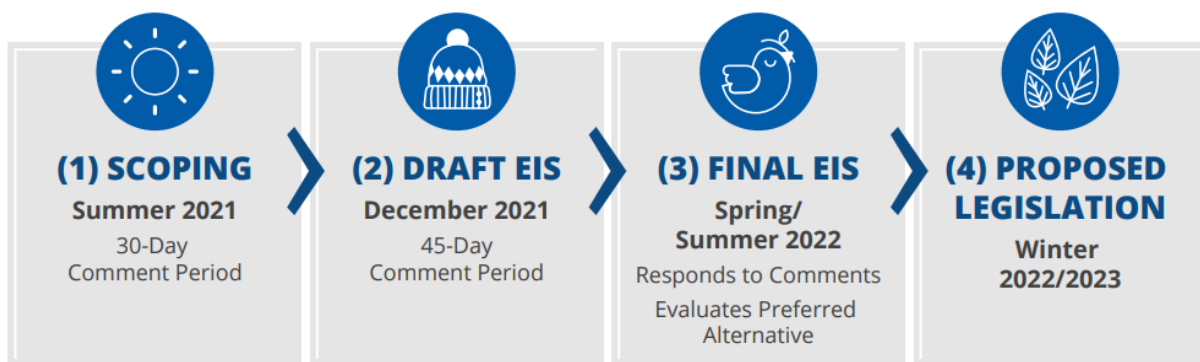 (1) SCOPING
Summer 2021
30-Day
Comment Period
(2) DRAFT EIS
December 2021
45-Day
Comment Period
(3) FINAL EIS
Spring/
Summer 2022
Responds to Comments
Evaluates Preferred
Alternative
(4) PROPOSED
LEGISLATION
Winter
2022/2023